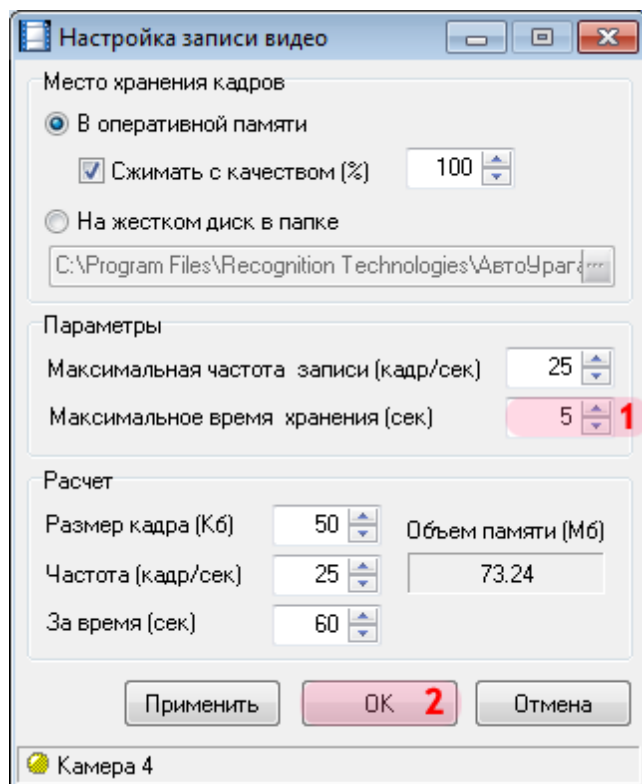 Настройка записи видео
Место хранения кадров
В оперативной памяти
Сжимать с качеством (%) 100
На жестком диск в папке
C:\Program Files\Recognition Technologies\АвтоУрага ...
Параметры
Максимальная частота записи (кадр/сек) 25
Максимальное время хранения (сек) 5 1
Расчет
Размер кадра (Кб) 50 Объем памяти (Мб)
Частота (кадр/сек) 25 73.24
За время (сек) 60
Применить OK 2 Отмена
Камера 4